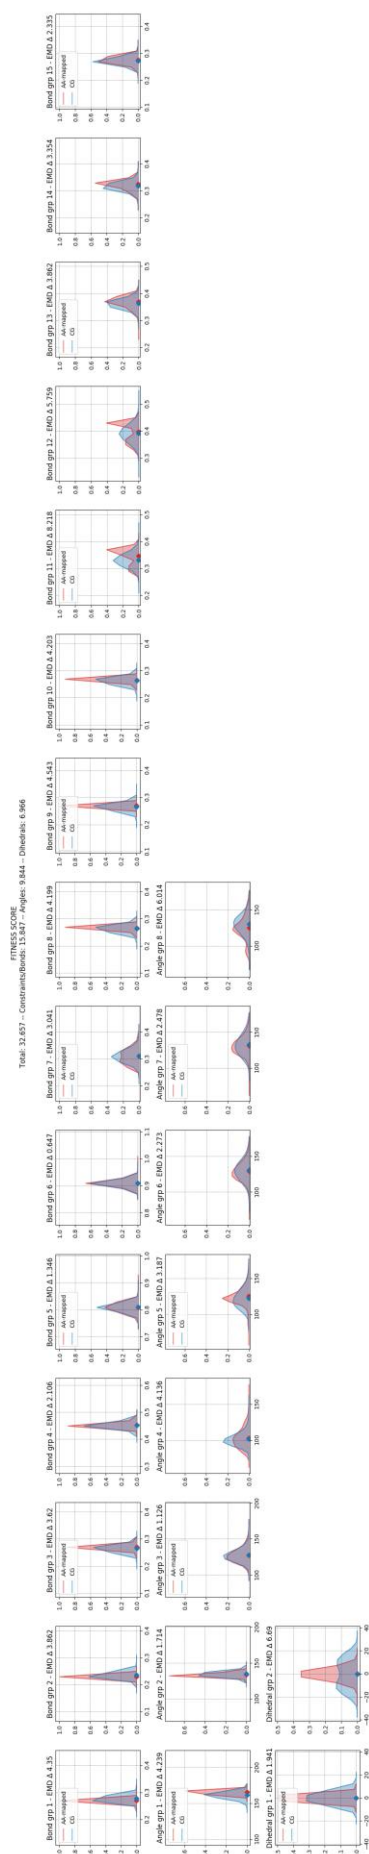 FITNESS SCORE
Total: 32.657 -- Constraints/Bonds: 15.847 -- Angles: 9.844 -- Dihedrals: 6.966
Bond grp 1 - EMD Δ 4.35
Bond grp 2 - EMD Δ 3.862
Bond grp 3 - EMD Δ 3.62
Bond grp 4 - EMD Δ 2.106
Bond grp 5 - EMD Δ 1.346
Bond grp 6 - EMD Δ 0.647
Bond grp 7 - EMD Δ 3.041
Bond grp 8 - EMD Δ 4.199
Bond grp 9 - EMD Δ 4.543
Bond grp 10 - EMD Δ 4.203
Bond grp 11 - EMD Δ 8.218
Bond grp 12 - EMD Δ 5.759
Bond grp 13 - EMD Δ 3.862
Bond grp 14 - EMD Δ 3.354
Bond grp 15 - EMD Δ 2.335
AA-mapped
CG
Angle grp 1 - EMD Δ 4.239
Angle grp 2 - EMD Δ 1.714
Angle grp 3 - EMD Δ 1.126
Angle grp 4 - EMD Δ 4.136
Angle grp 5 - EMD Δ 3.187
Angle grp 6 - EMD Δ 2.273
Angle grp 7 - EMD Δ 2.478
Angle grp 8 - EMD Δ 6.014
AA-mapped
CG
Dihedral grp 1 - EMD Δ 1.941
Dihedral grp 2 - EMD Δ 6.69
AA-mapped
CG